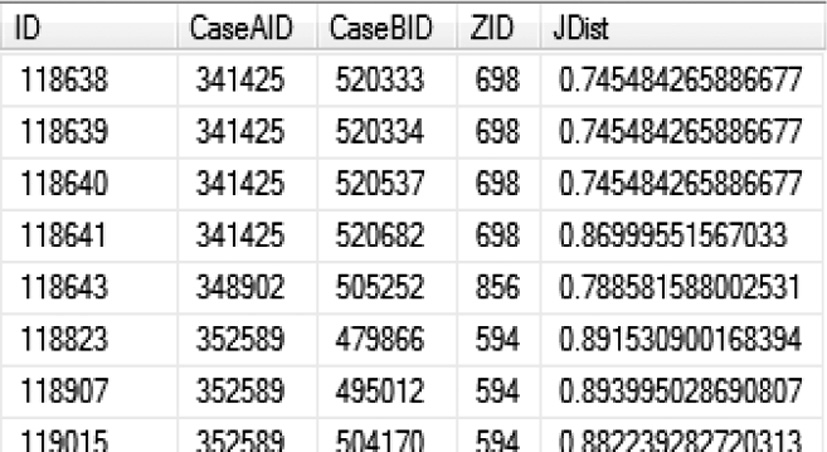 ID CaseAID CaseBID ZID JDist
118638 341425 520333 698 0.745484265886677
118639 341425 520334 698 0.745484265886677
118640 341425 520537 698 0.745484265886677
118641 341425 520682 698 0.86999551567033
118643 348902 505252 856 0.788581588002531
118823 352589 479866 594 0.891530900168394
118907 352589 495012 594 0.893995028690807
119015 352589 504170 594 0.882239282720313